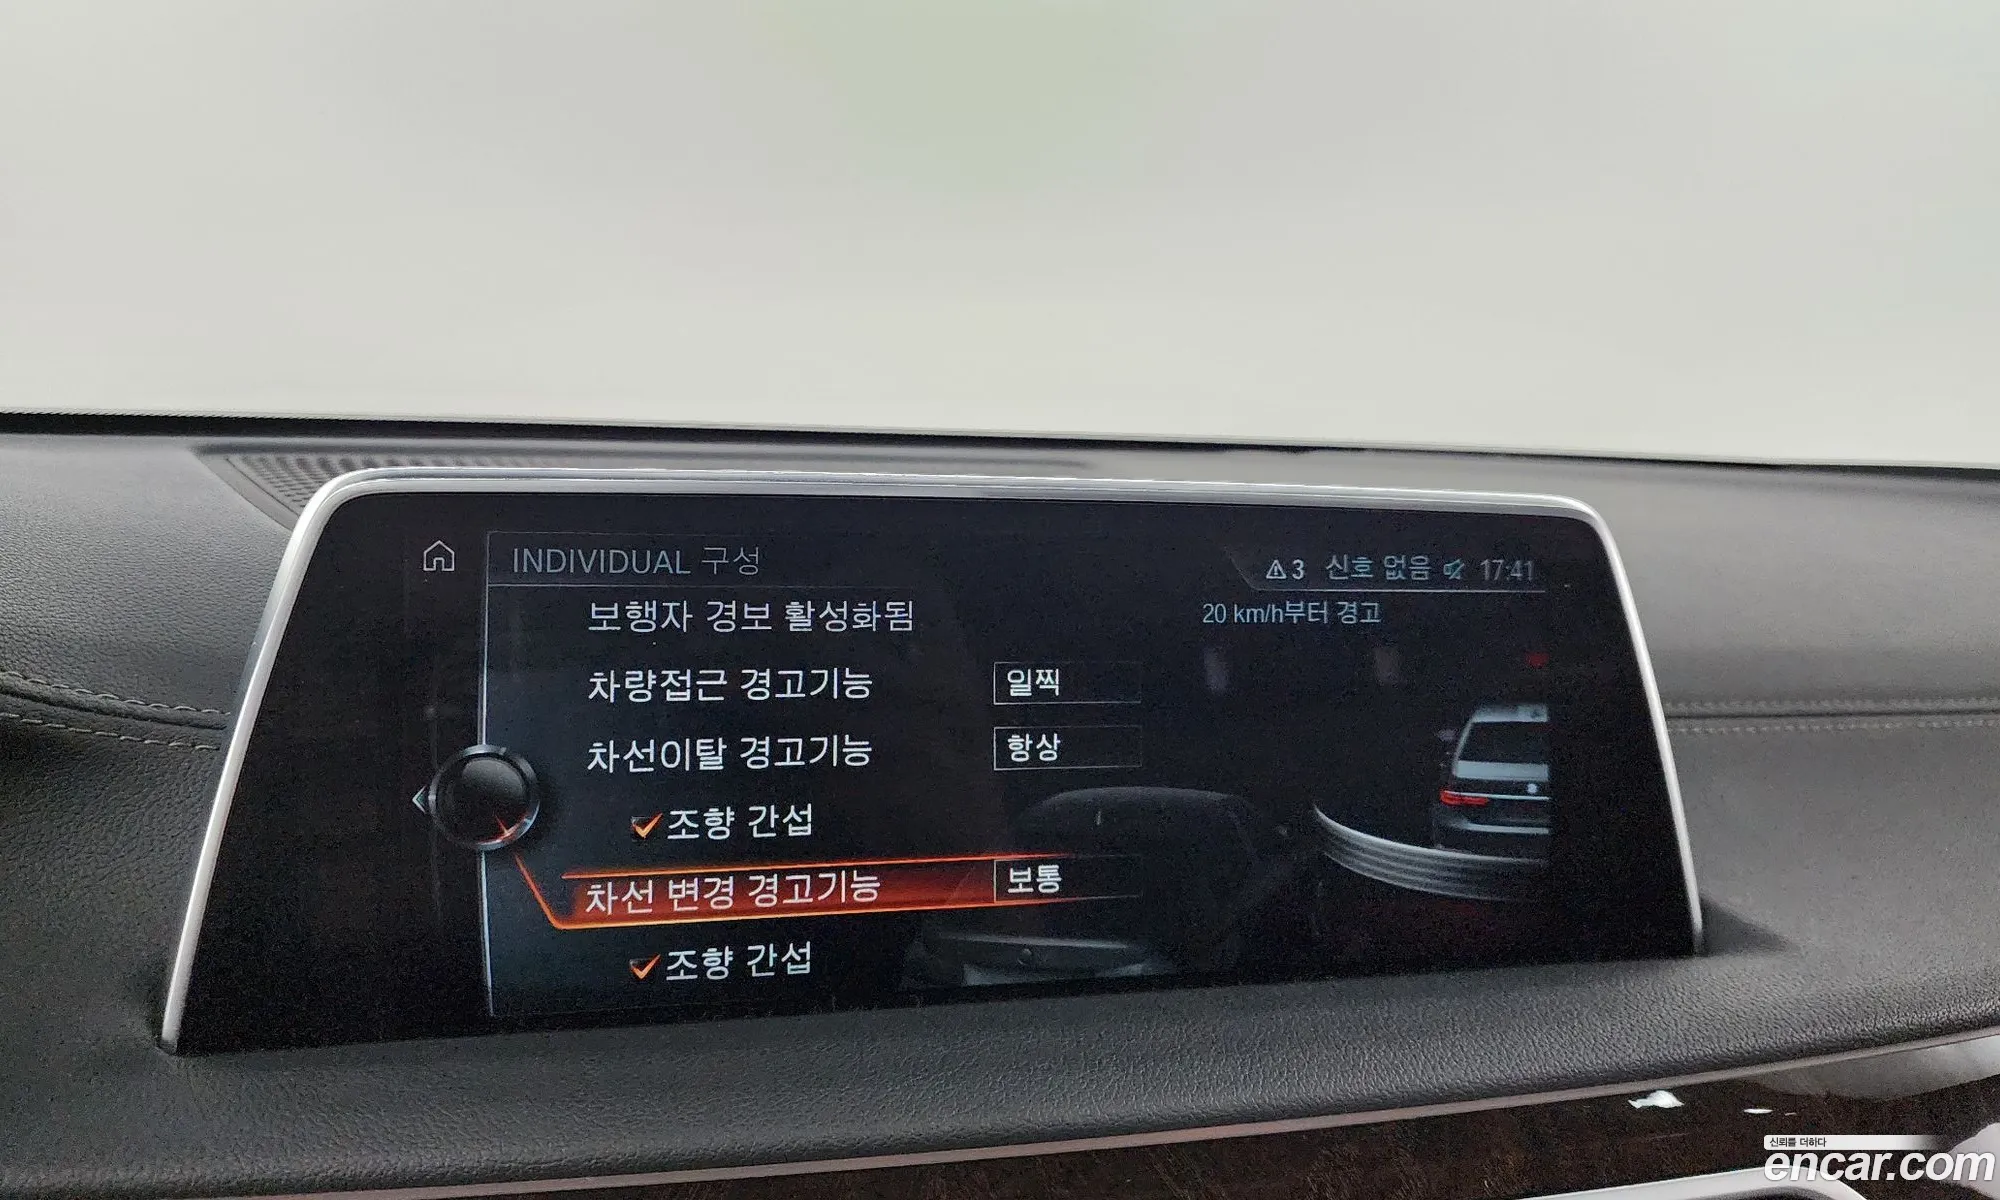 INDIVIDUAL 구성
3 신호 없음 17:41
보행자 경보 활성화됨
20 km/h부터 경고
차량접근 경고기능 일찍
차선이탈 경고기능 항상
조향 간섭
차선 변경 경고기능 보통
조향 간섭
신뢰를 더하다
encar.com